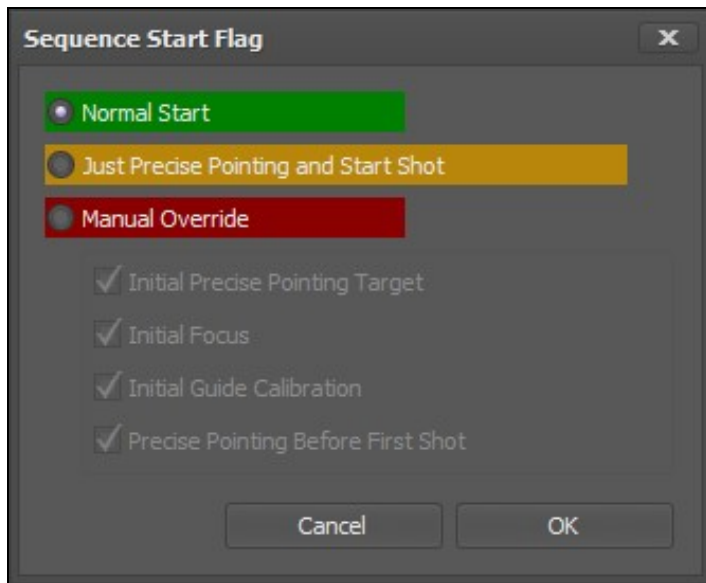 Sequence Start Flag
Normal Start
Just Precise Pointing and Start Shot
Manual Override
Initial Precise Pointing Target
Initial Focus
Initial Guide Calibration
Precise Pointing Before First Shot
Cancel OK